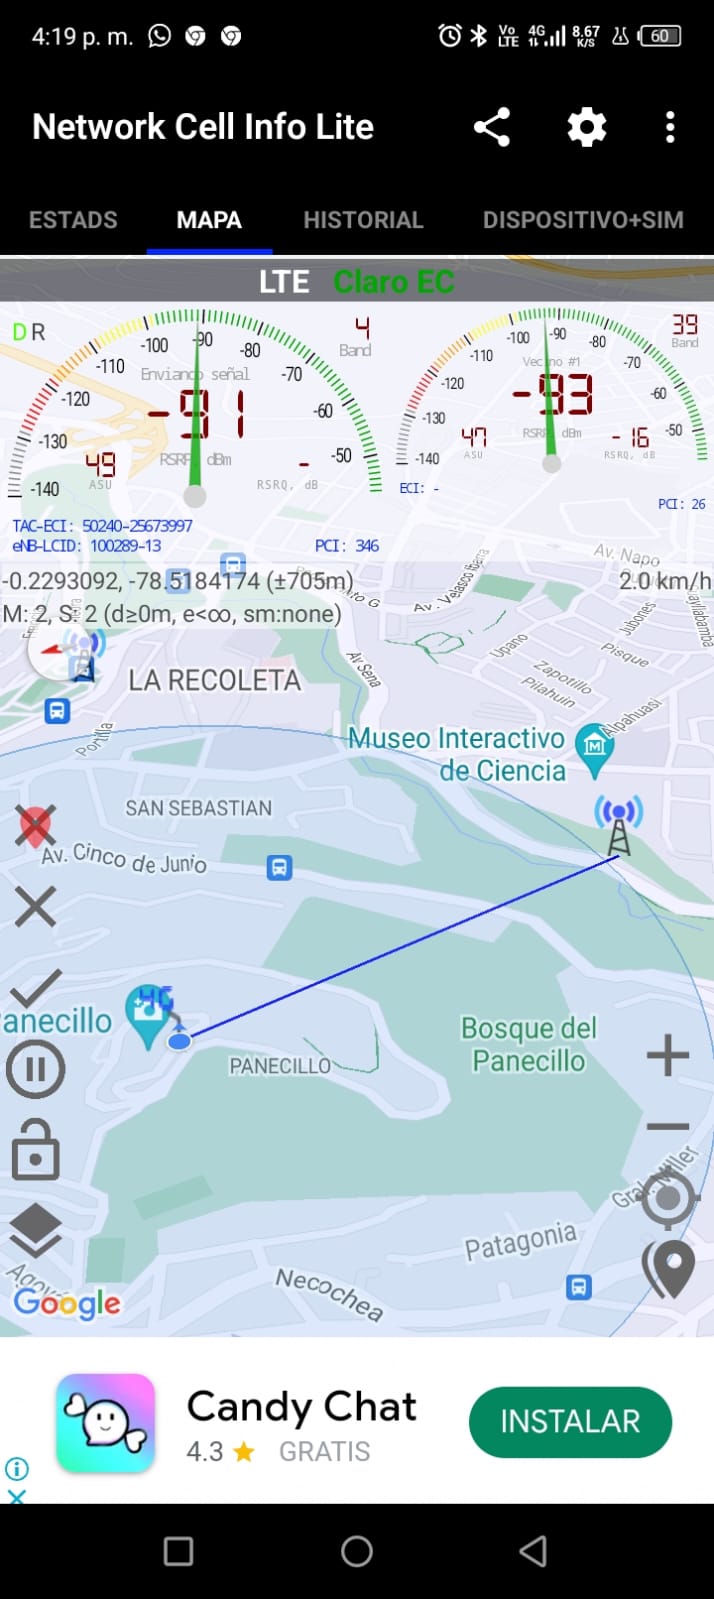 4:19 p. m.
Vo LTE 4G 8.67 K/S 60
Network Cell Info Lite
ESTADS MAPA HISTORIAL DISPOSITIVO+SIM
LTE Claro EC
D R
4
Band
39
Band
-140 -130 -120 -110 -100 -90 -80 -70 -60 -50
Enviando señal
-91
RSRP, dBm
49
ASU
-
RSRQ, dB
-140 -130 -120 -110 -100 -90 -80 -70 -60 -50
Vecino #1
-93
RSRP, dBm
47
ASU
-16
RSRQ, dB
ECI: -
PCI: 26
TAC-ECI: 50240-25673997
eNB-LCID: 100289-13
PCI: 346
-0.2293092, -78.5184174 (±705m)
2.0 km/h
M: 2, S: 2 (d≥0m, e<∞, sm:none)
Av. Napo
Av. Velasco Ibarra
Av Sena
Upano
Zapotillo
Pilahuin
Jubones
Pisque
Alpahuasi
LA RECOLETA
Portilla
Museo Interactivo
de Ciencia
SAN SEBASTIAN
Av. Cinco de Junio
4G
anecillo
PANECILLO
Bosque del
Panecillo
Gral. Miller
Patagonia
Necochea
Google
Candy Chat
4.3 GRATIS
INSTALAR